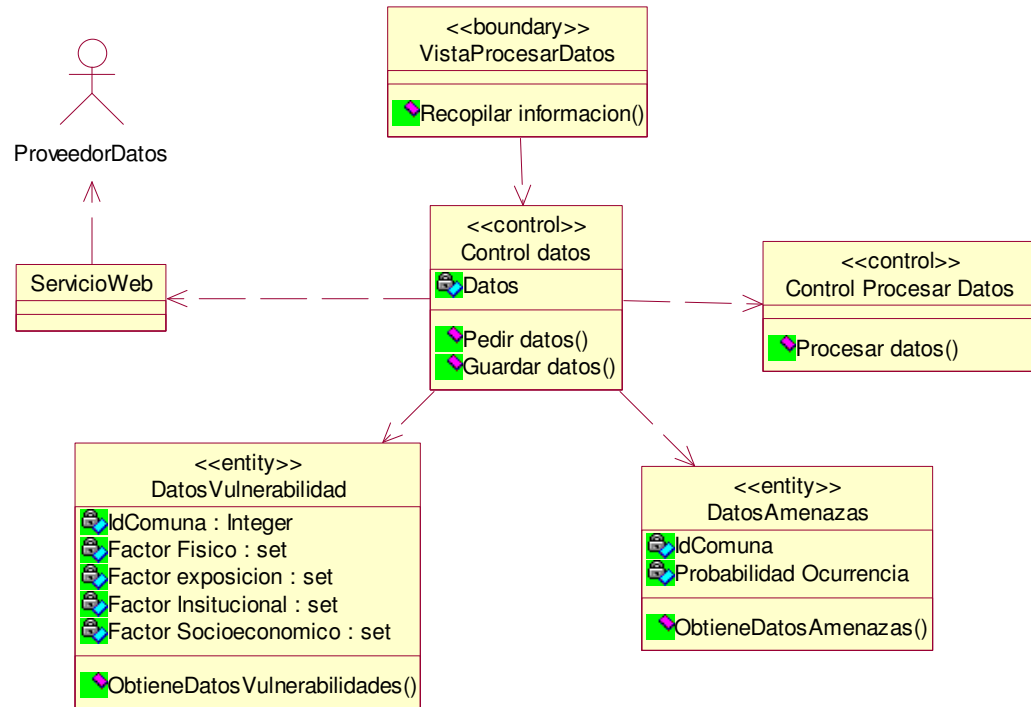 <<boundary>>
VistaProcesarDatos
Recopilar informacion()
ProveedorDatos
ServicioWeb
<<control>>
Control datos
Datos
Pedir datos()
Guardar datos()
<<control>>
Control Procesar Datos
Procesar datos()
<<entity>>
DatosVulnerabilidad
IdComuna : Integer
Factor Fisico : set
Factor exposicion : set
Factor Insitucional : set
Factor Socioeconomico : set
ObtieneDatosVulnerabilidades()
<<entity>>
DatosAmenazas
IdComuna
Probabilidad Ocurrencia
ObtieneDatosAmenazas()